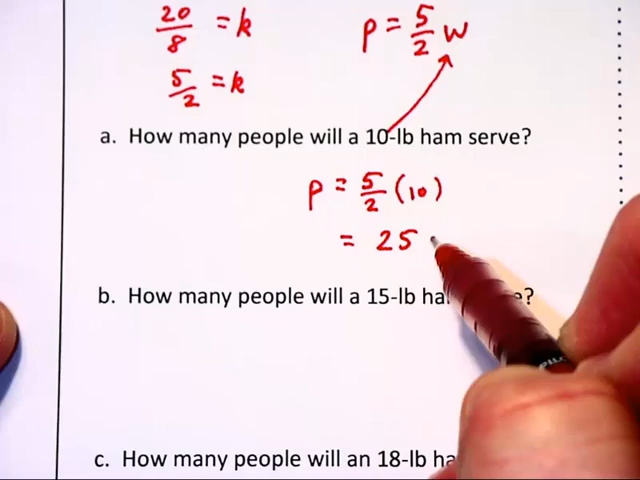 20/8 = k
p = 5/2 w
5/2 = k
a. How many people will a 10-lb ham serve?
p = 5/2 (10)
= 25
b. How many people will a 15-lb ha e?
c. How many people will an 18-lb ha